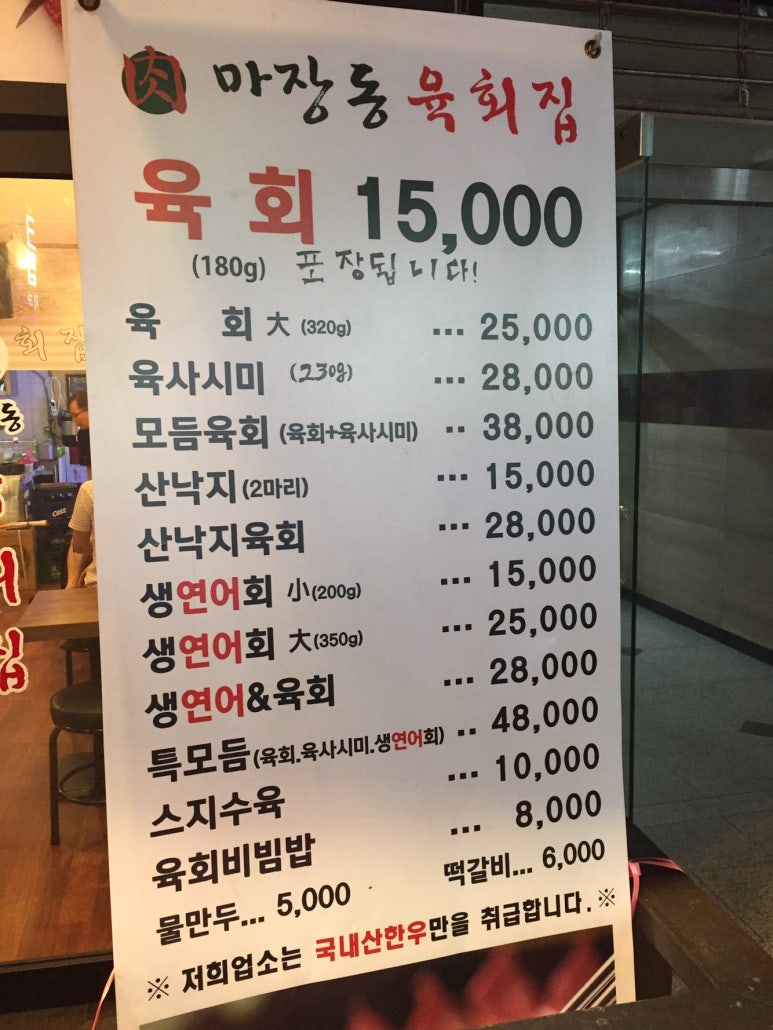 肉 마장동 육회집
육회 15,000
(180g) 포장됩니다!
육 회 大 (320g) ... 25,000
육사시미 (230g) ... 28,000
모듬육회 (육회+육사시미) .. 38,000
산낙지 (2마리) ... 15,000
산낙지육회 ... 28,000
생연어회 小 (200g) ... 15,000
생연어회 大 (350g) ... 25,000
생연어&육회 ... 28,000
특모듬 (육회.육사시미.생연어회) .. 48,000
스지수육 ... 10,000
육회비빔밥 ... 8,000
물만두... 5,000 떡갈비... 6,000
※ 저희업소는 국내산한우만을 취급합니다.※
회 집
동
회
집
Cass